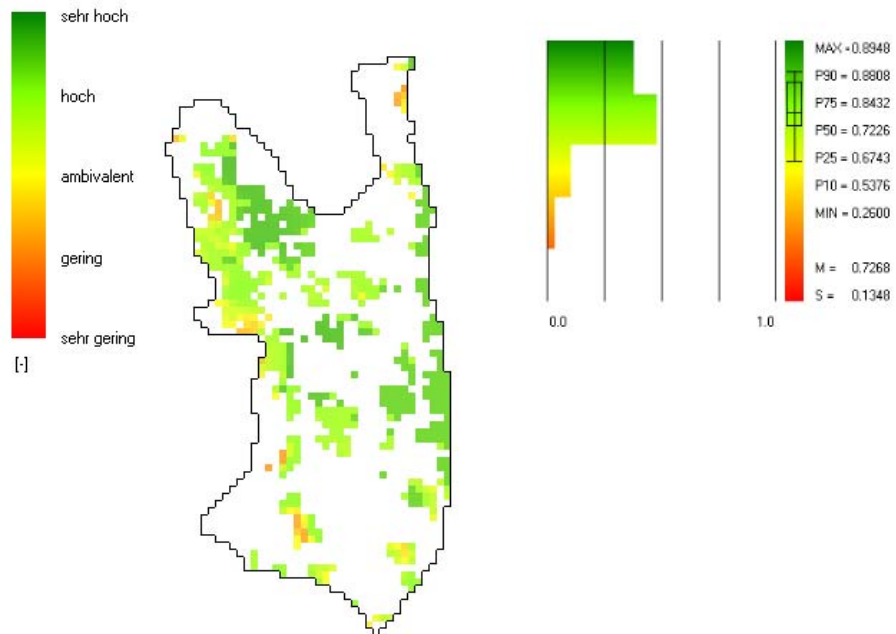 sehr hoch
hoch
ambivalent
gering
sehr gering
[-]
MAX =0.8948
P90 = 0.8808
P75 = 0.8432
P50 = 0.7226
P25 = 0.6743
P10 = 0.5376
MIN = 0.2600
M = 0.7268
S = 0.1348
0.0
1.0